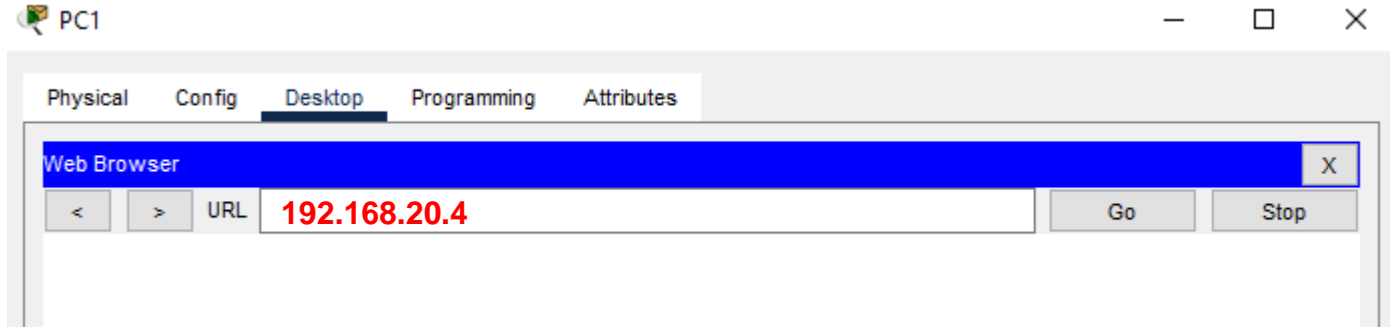 PC1
Physical Config Desktop Programming Attributes
Web Browser X
< > URL 192.168.20.4 Go Stop